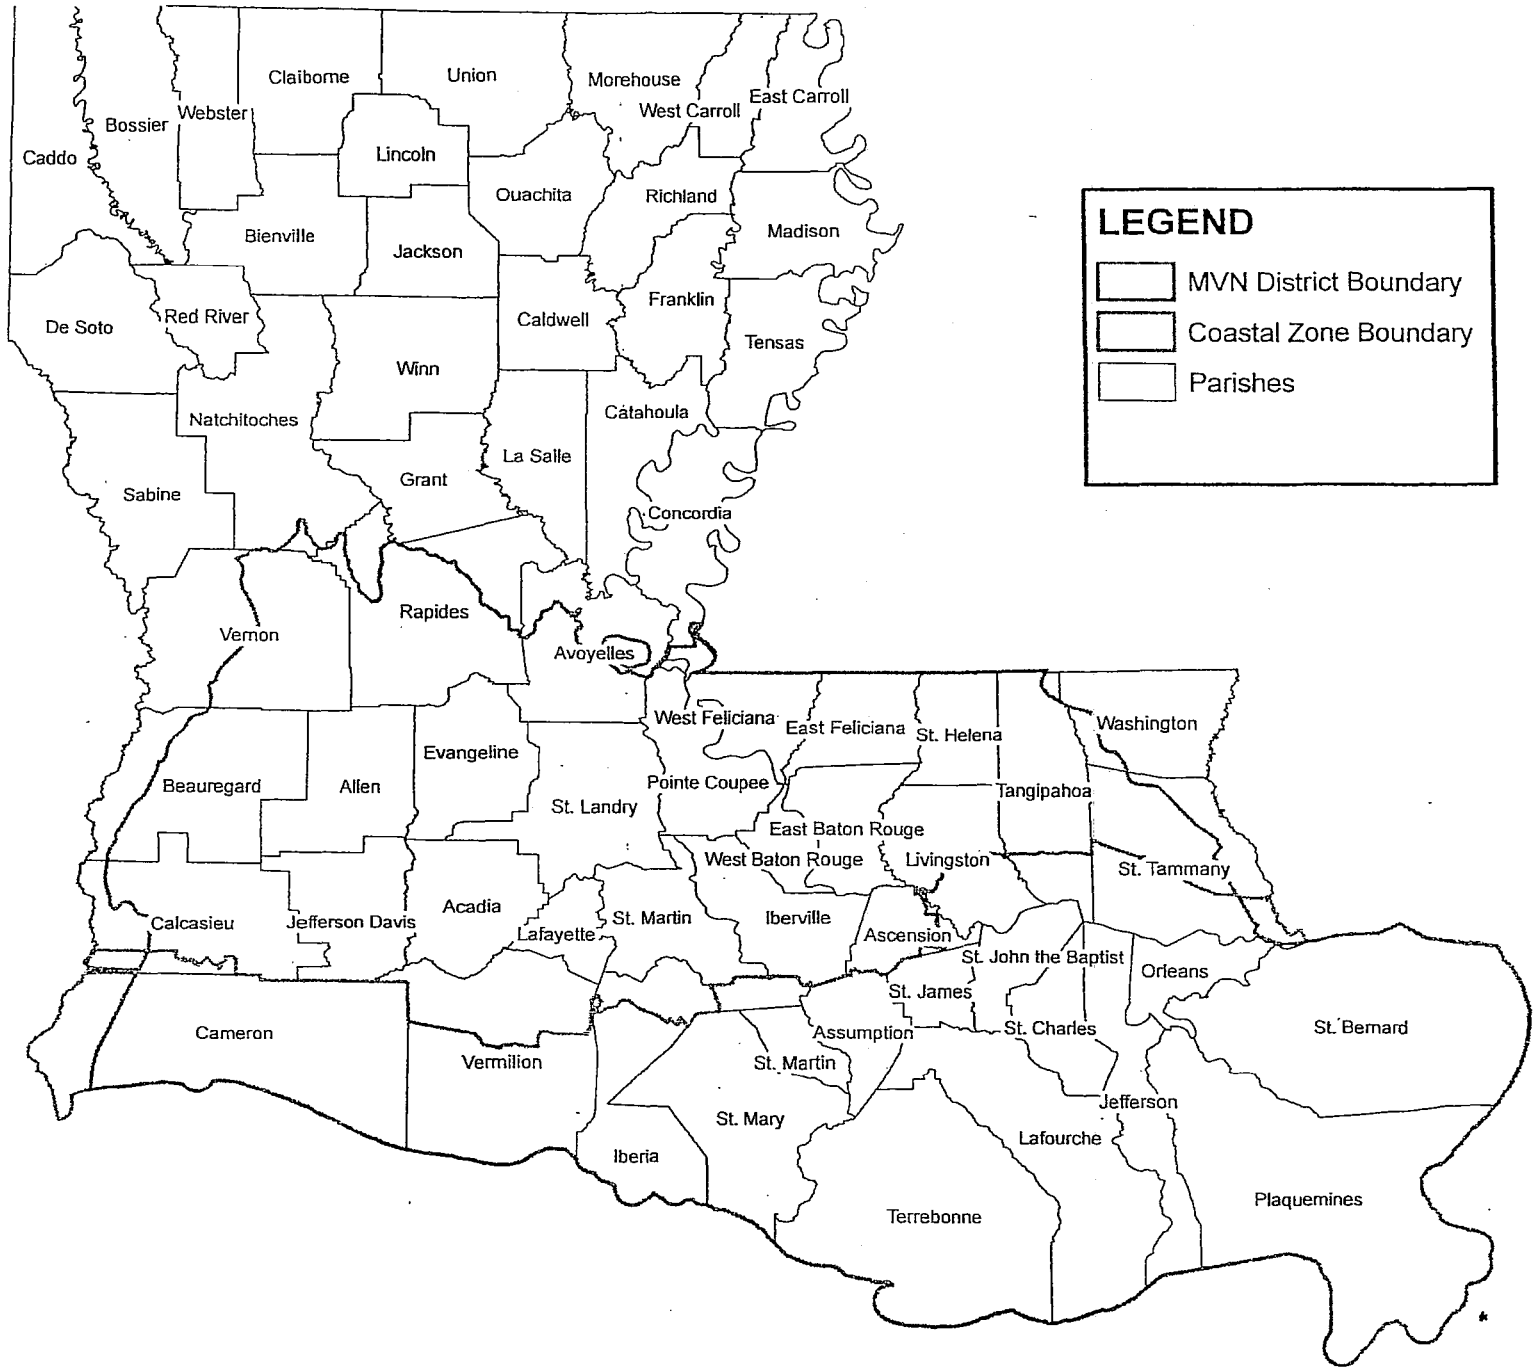 Claiborne
Union
Morehouse
West Carroll
East Carroll
Webster
Bossier
Caddo
Lincoln
Ouachita
Richland
Madison
Bienville
Jackson
Franklin
De Soto
Red River
Caldwell
Tensas
Winn
Natchitoches
Catahoula
La Salle
Grant
Sabine
Concordia
LEGEND
MVN District Boundary
Coastal Zone Boundary
Parishes
Rapides
Vernon
Avoyelles
West Feliciana
East Feliciana
St. Helena
Washington
Evangeline
Beauregard
Allen
Pointe Coupee
Tangipahoa
St. Landry
East Baton Rouge
West Baton Rouge
Livingston
St. Tammany
Calcasieu
Jefferson Davis
Acadia
Lafayette
St. Martin
Iberville
Ascension
St. John the Baptist
Orleans
St. James
Cameron
Vermilion
Assumption
St. Charles
St. Bernard
St. Martin
St. Mary
Jefferson
Lafourche
Iberia
Terrebonne
Plaquemines